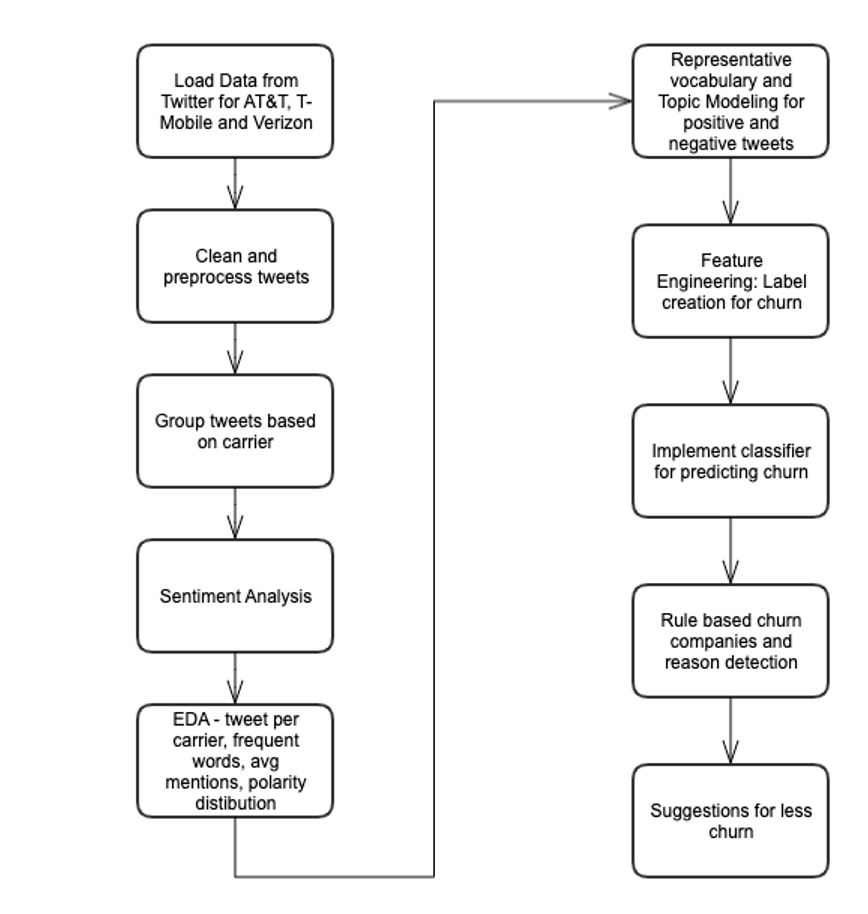 Load Data from
Twitter for AT&T, T-
Mobile and Verizon
Clean and
preprocess tweets
Group tweets based
on carrier
Sentiment Analysis
EDA - tweet per
carrier, frequent
words, avg
mentions, polarity
distibution
Representative
vocabulary and
Topic Modeling for
positive and
negative tweets
Feature
Engineering: Label
creation for churn
Implement classifier
for predicting churn
Rule based churn
companies and
reason detection
Suggestions for less
churn